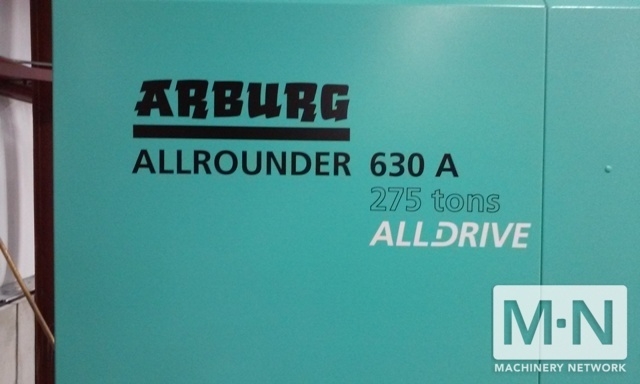 ARBURG
ALLROUNDER 630 A
275 tons
ALLDRIVE
M·N
MACHINERY NETWORK